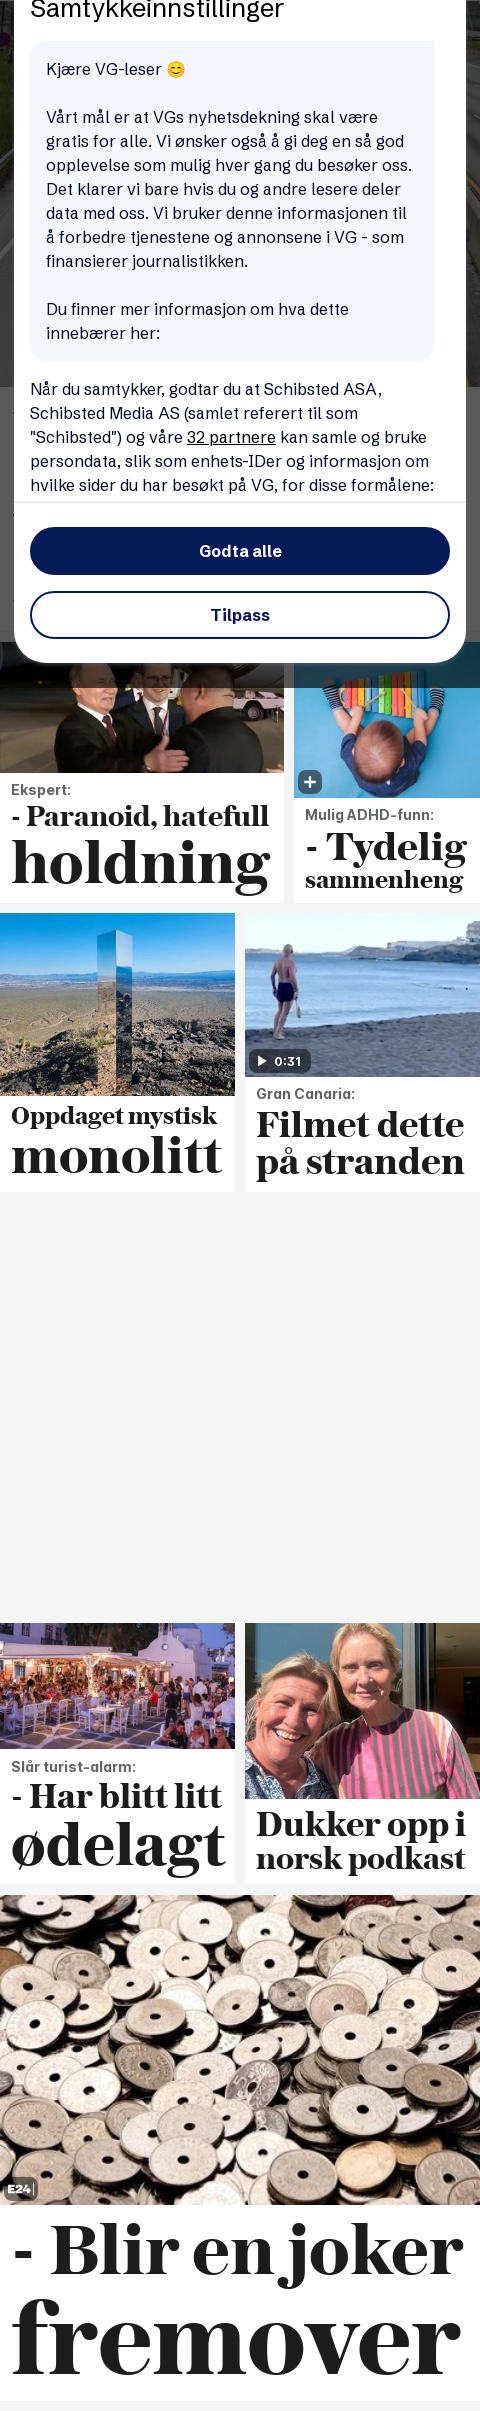 Samtykkeinnstillinger
Kjære VG-leser 😊
Vårt mål er at VGs nyhetsdekning skal være
gratis for alle. Vi ønsker også å gi deg en så god
opplevelse som mulig hver gang du besøker oss.
Det klarer vi bare hvis du og andre lesere deler
data med oss. Vi bruker denne informasjonen til
å forbedre tjenestene og annonsene i VG - som
finansierer journalistikken.
Du finner mer informasjon om hva dette
innebærer her:
Når du samtykker, godtar du at Schibsted ASA,
Schibsted Media AS (samlet referert til som
"Schibsted") og våre 32 partnere kan samle og bruke
persondata, slik som enhets-IDer og informasjon om
hvilke sider du har besøkt på VG, for disse formålene:
Godta alle
Tilpass
Ekspert:
- Paranoid, hatefull
holdning
Mulig ADHD-funn:
- Tydelig
sammenheng
Oppdaget mystisk
monolitt
0:31
Gran Canaria:
Filmet dette
på stranden
Slår turist-alarm:
- Har blitt litt
ødelagt
Dukker opp i
norsk podkast
E24
- Blir en joker
fremover